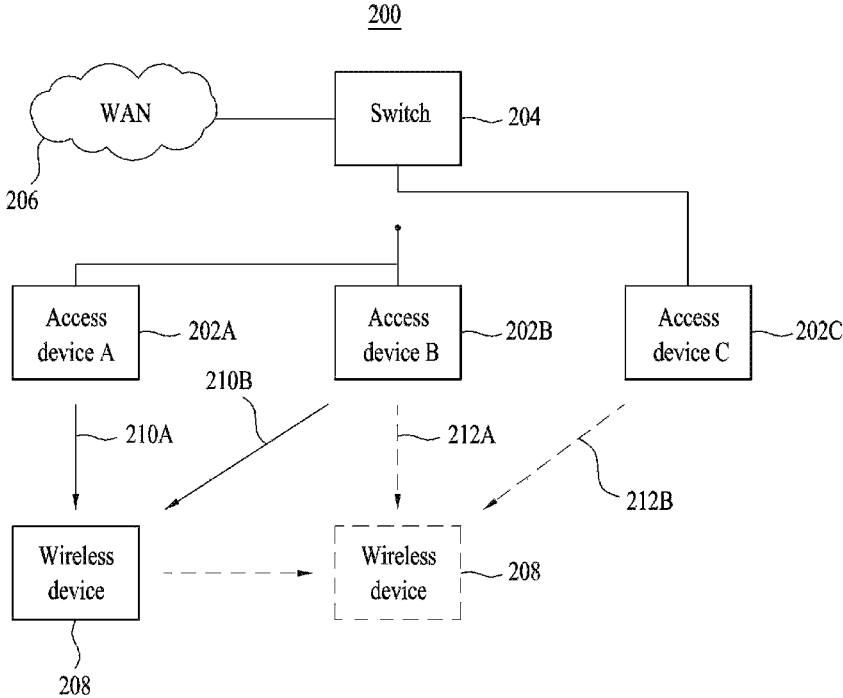 200
WAN
Switch
204
206
Access
device A
202A
Access
device B
202B
Access
device C
202C
210A
210B
212A
212B
Wireless
device
Wireless
device
208
208